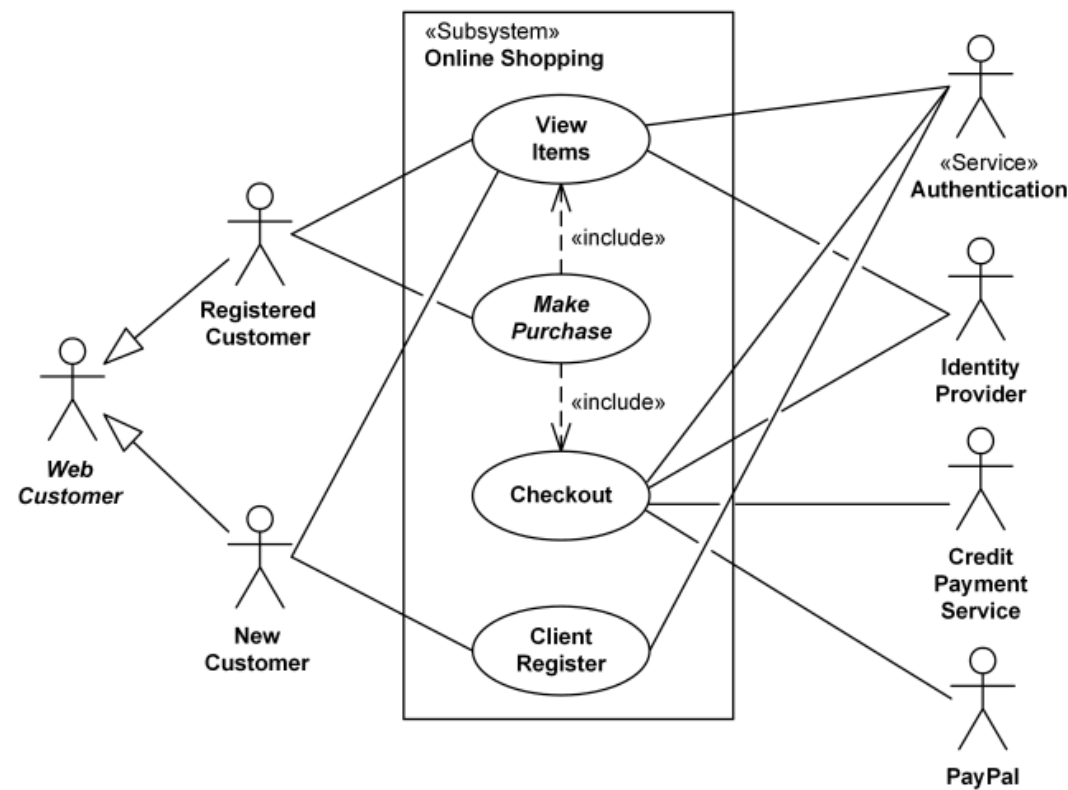 «Subsystem»
Online Shopping
View
Items
«include»
Make
Purchase
«include»
Checkout
Client
Register
Registered
Customer
Web
Customer
New
Customer
«Service»
Authentication
Identity
Provider
Credit
Payment
Service
PayPal